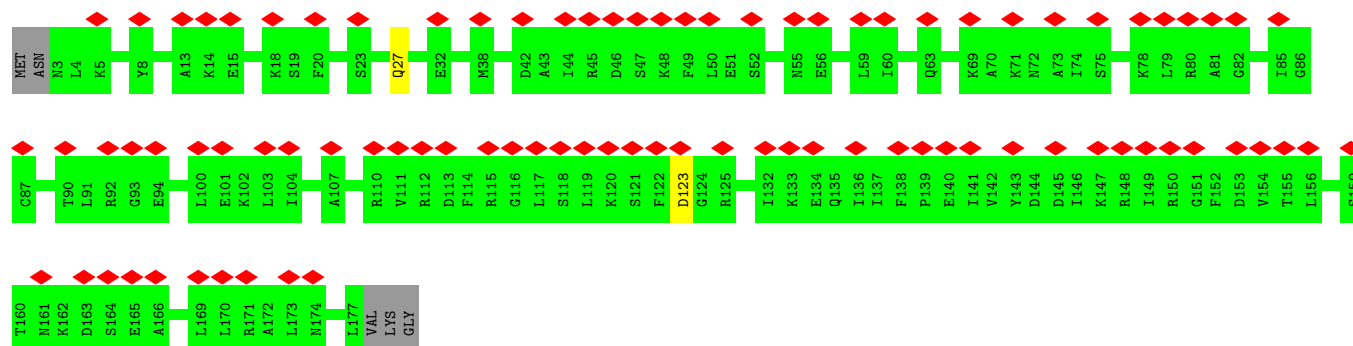 MET ASN N3 L4 K5 Y8 A13 K14 E15 K18 S19 F20 S23 Q27 E32 M38 D42 A43 I44 R45 D46 S47 K48 F49 L50 E51 S52 N55 E56 L59 I60 Q63 K69 A70 K71 N72 A73 I74 S75 K78 L79 R80 A81 G82 I85 G86
C87 T90 L91 R92 G93 E94 L100 E101 K102 L103 I104 A107 R110 V111 R112 D113 F114 R115 G116 L117 S118 L119 K120 S121 F122 D123 G124 R125 I132 K133 E134 Q135 I136 I137 F138 P139 E140 I141 V142 Y143 D144 D145 I146 K147 R148 I149 R150 G151 F152 D153 V154 T155 L156
T160 N161 K162 D163 S164 E165 A166 L169 L170 R171 A172 L173 N174 L177 VAL LYS GLY